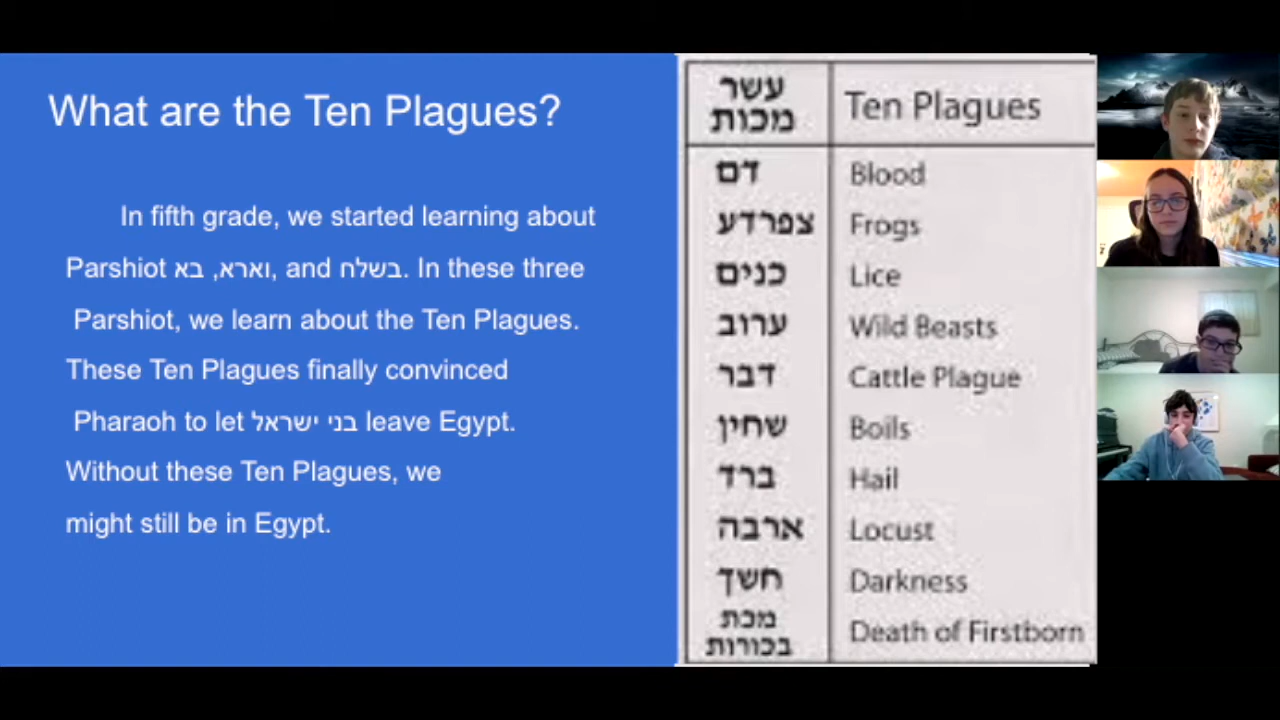 What are the Ten Plagues?
In fifth grade, we started learning about
Parshiot וארא, בא, and בשלח. In these three
Parshiot, we learn about the Ten Plagues.
These Ten Plagues finally convinced
Pharaoh to let בני ישראל leave Egypt.
Without these Ten Plagues, we
might still be in Egypt.
עשר
מכות
Ten Plagues
דם Blood
צפרדע Frogs
כנים Lice
ערוב Wild Beasts
דבר Cattle Plague
שחין Boils
ברד Hail
ארבה Locust
חשך Darkness
מכת
בכורות
Death of Firstborn